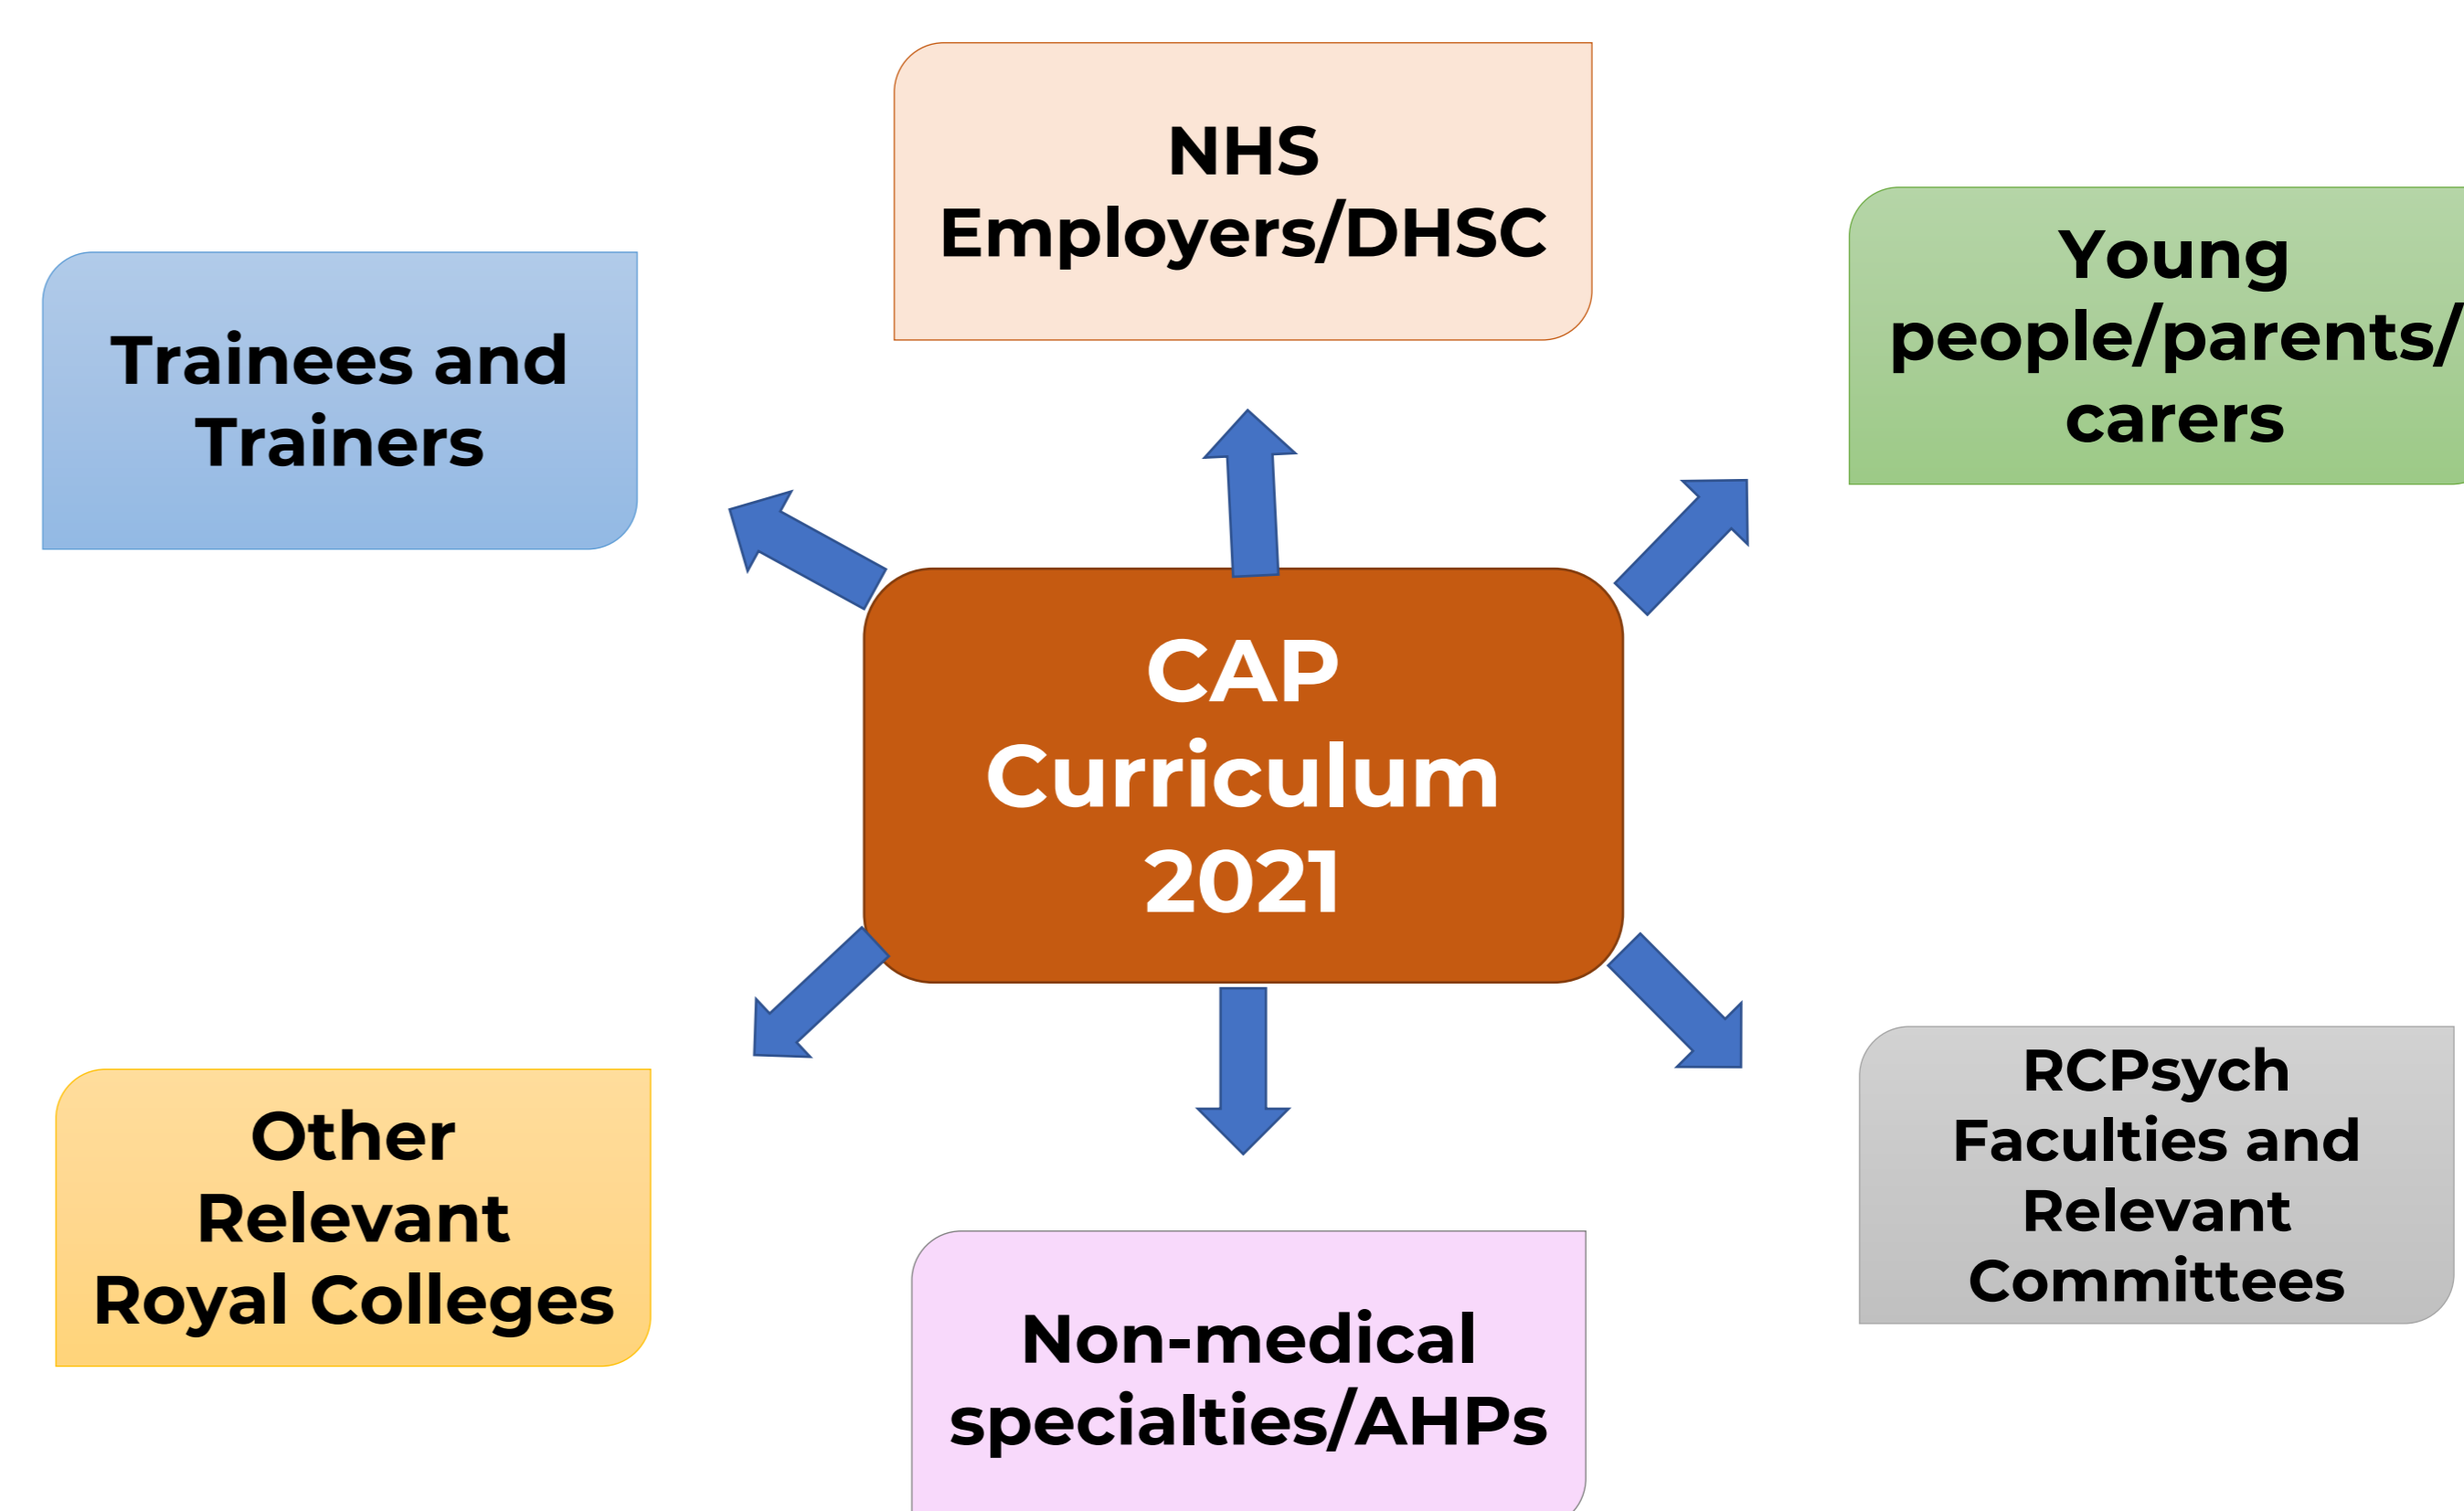 NHS
Employers/DHSC
Young
people/parents/
carers
Trainees and
Trainers
CAP
Curriculum
2021
Other
Relevant
Royal Colleges
RCPsych
Faculties and
Relevant
Committees
Non-medical
specialties/AHPs